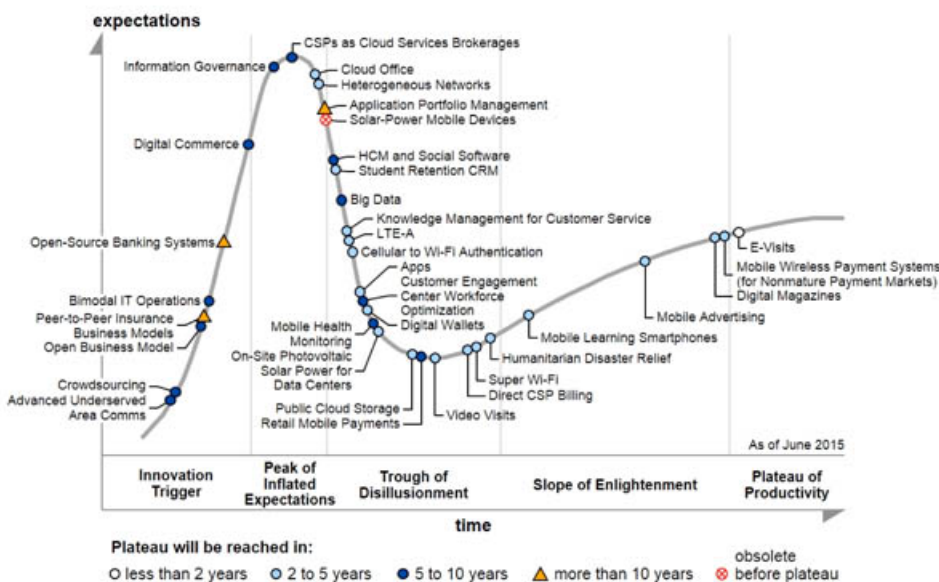 expectations
CSPs as Cloud Services Brokerages
Information Governance
Cloud Office
Heterogeneous Networks
Application Portfolio Management
Solar-Power Mobile Devices
Digital Commerce
HCM and Social Software
Student Retention CRM
Big Data
Knowledge Management for Customer Service
LTE-A
Open-Source Banking Systems
Cellular to Wi-Fi Authentication
Apps
Customer Engagement
Center Workforce
Optimization
Digital Wallets
Bimodal IT Operations
Peer-to-Peer Insurance
Business Models
Open Business Model
Mobile Health
Monitoring
On-Site Photovoltaic
Solar Power for
Data Centers
Crowdsourcing
Advanced Underserved
Area Comms
Public Cloud Storage
Retail Mobile Payments
Video Visits
Direct CSP Billing
Super Wi-Fi
Humanitarian Disaster Relief
Mobile Learning Smartphones
Mobile Advertising
E-Visits
Mobile Wireless Payment Systems
(for Nonmature Payment Markets)
Digital Magazines
As of June 2015
Innovation
Trigger
Peak of
Inflated
Expectations
Trough of
Disillusionment
Slope of Enlightenment
Plateau of
Productivity
time
Plateau will be reached in:
less than 2 years
2 to 5 years
5 to 10 years
more than 10 years
obsolete
before plateau